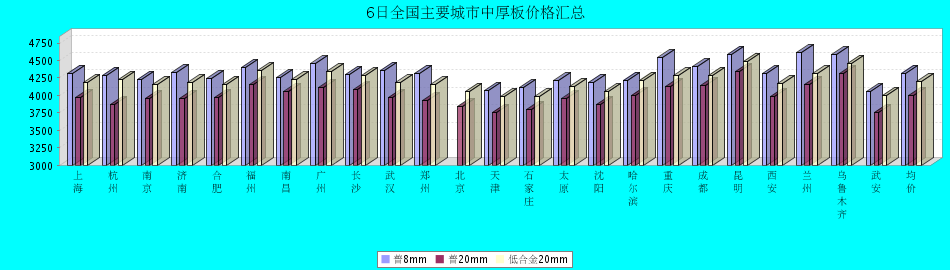 6日全国主要城市中厚板价格汇总
4750
4500
4250
4000
3750
3500
3250
3000
上海 杭州 南京 济南 合肥 福州 南昌 广州 长沙 武汉 郑州 北京 天津 石家庄 太原 沈阳 哈尔滨 重庆 成都 昆明 西安 兰州 乌鲁木齐 武安 均价
普8mm 普20mm 低合金20mm